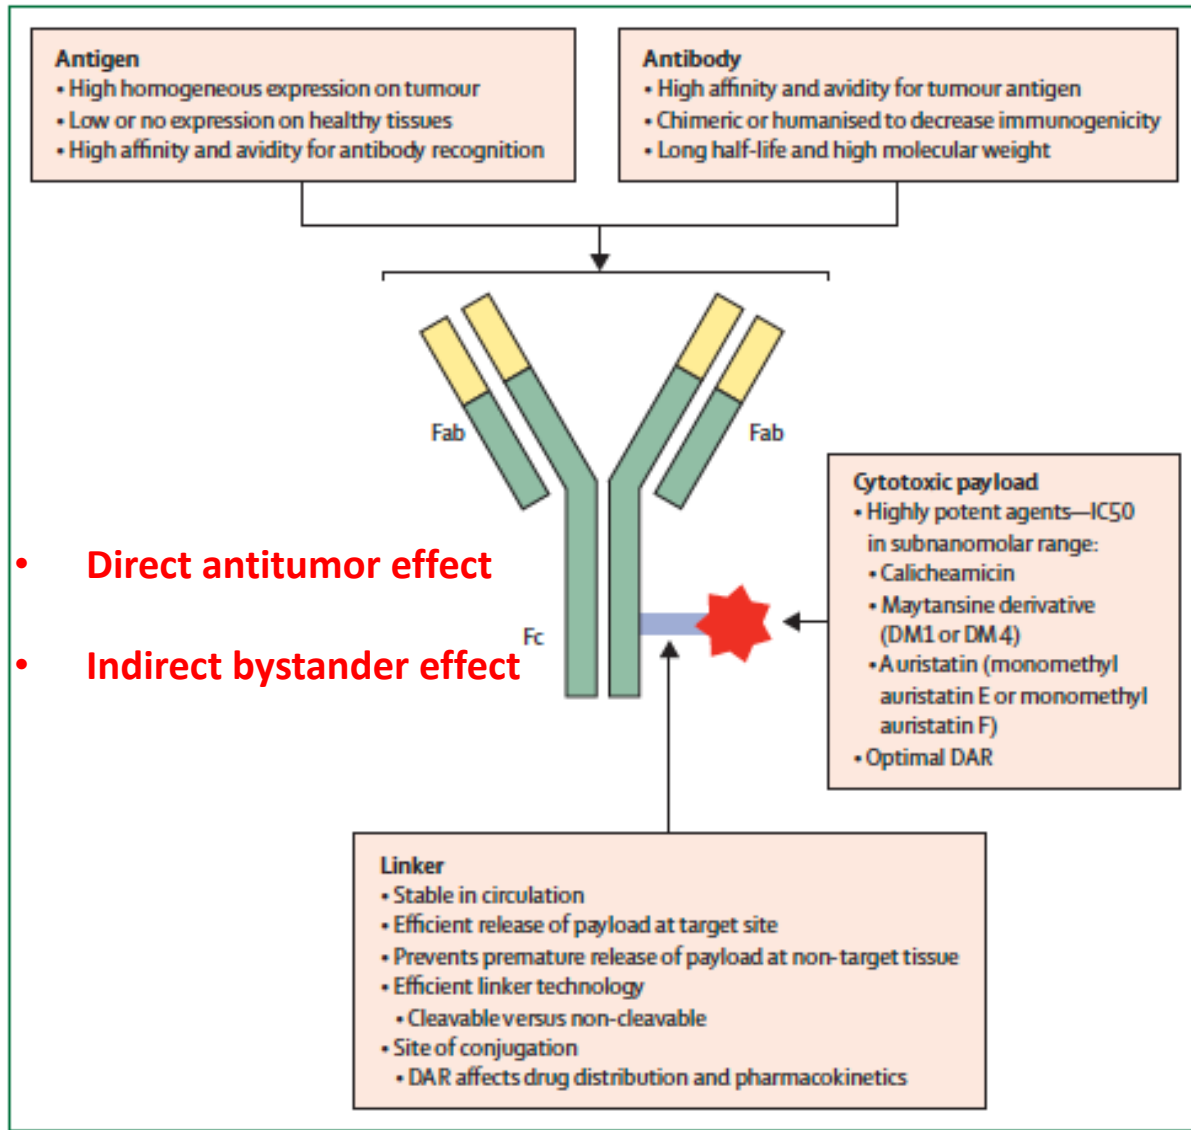 Antigen
• High homogeneous expression on tumour
• Low or no expression on healthy tissues
• High affinity and avidity for antibody recognition
Antibody
• High affinity and avidity for tumour antigen
• Chimeric or humanised to decrease immunogenicity
• Long half-life and high molecular weight
Fab
Fab
• Direct antitumor effect
• Indirect bystander effect
Fc
Cytotoxic payload
• Highly potent agents—IC50
in subnanomolar range:
• Calicheamicin
• Maytansine derivative
(DM1 or DM4)
• Auristatin (monomethyl
auristatin E or monomethyl
auristatin F)
• Optimal DAR
Linker
• Stable in circulation
• Efficient release of payload at target site
• Prevents premature release of payload at non-target tissue
• Efficient linker technology
• Cleavable versus non-cleavable
• Site of conjugation
• DAR affects drug distribution and pharmacokinetics